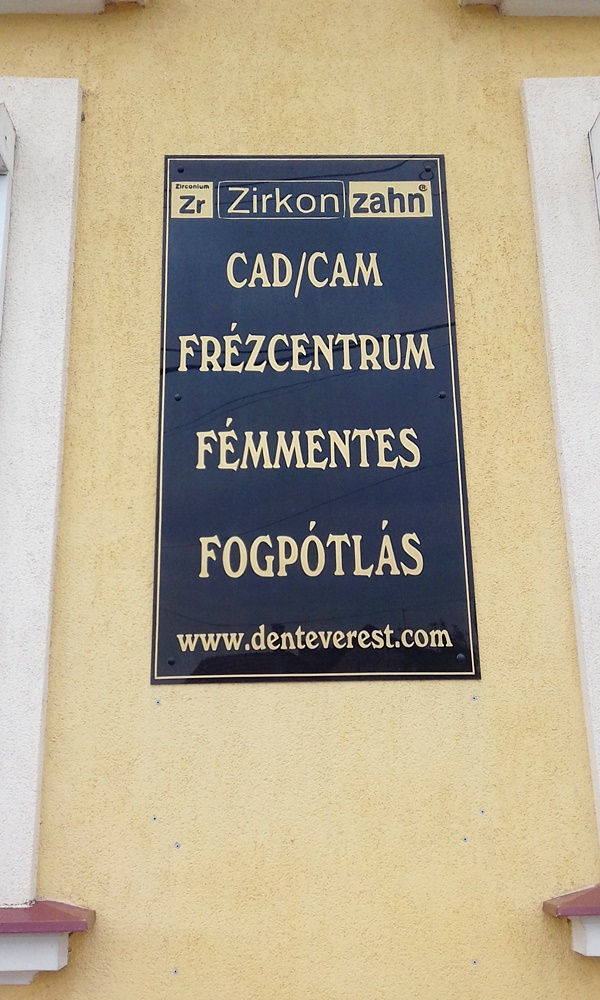 Zirconium
Zr Zirkon zahn®
CAD/CAM
FRÉZCENTRUM
FÉMMENTES
FOGPÓTLÁS
www.denteverest.com